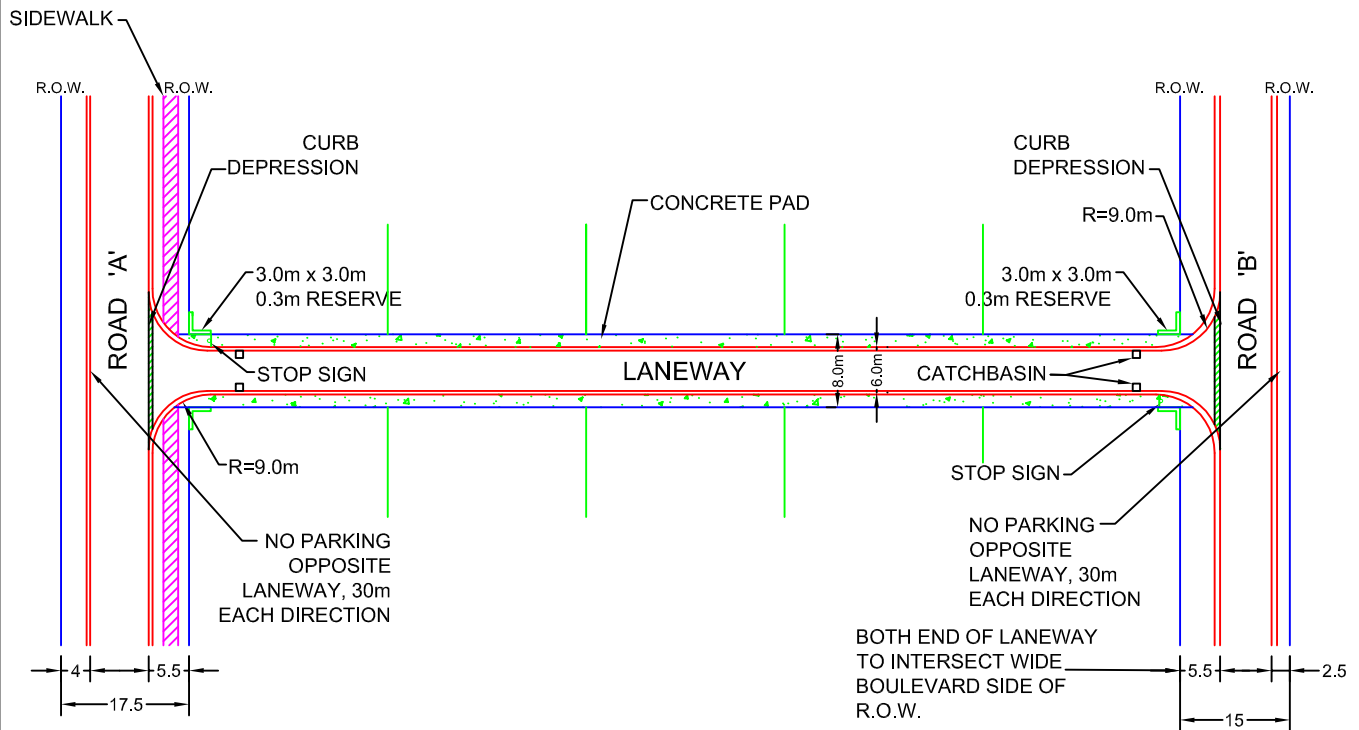 SIDEWALK
R.O.W.
R.O.W.
R.O.W.
R.O.W.
CURB
DEPRESSION
CURB
DEPRESSION
CONCRETE PAD
R=9.0m
ROAD 'A'
3.0m x 3.0m
0.3m RESERVE
3.0m x 3.0m
0.3m RESERVE
ROAD 'B'
STOP SIGN
LANEWAY
8.0m
6.0m
CATCHBASIN
R=9.0m
STOP SIGN
NO PARKING
OPPOSITE
LANEWAY, 30m
EACH DIRECTION
NO PARKING
OPPOSITE
LANEWAY, 30m
EACH DIRECTION
BOTH END OF LANEWAY
TO INTERSECT WIDE
BOULEVARD SIDE OF
R.O.W.
4
5.5
17.5
5.5
2.5
15